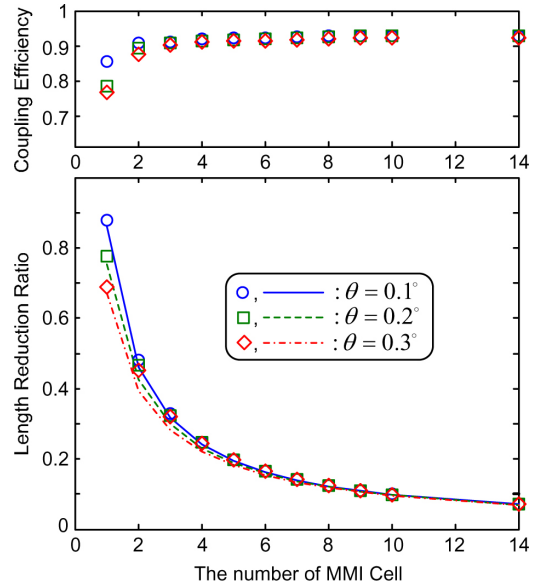 Coupling Efficiency
1
0.9
0.8
0.7
0 2 4 6 8 10 12 14
Length Reduction Ratio
0
0.8
0.6
0.4
0.2
0
, : θ = 0.1°
, : θ = 0.2°
, : θ = 0.3°
0 2 4 6 8 10 12 14
The number of MMI Cell